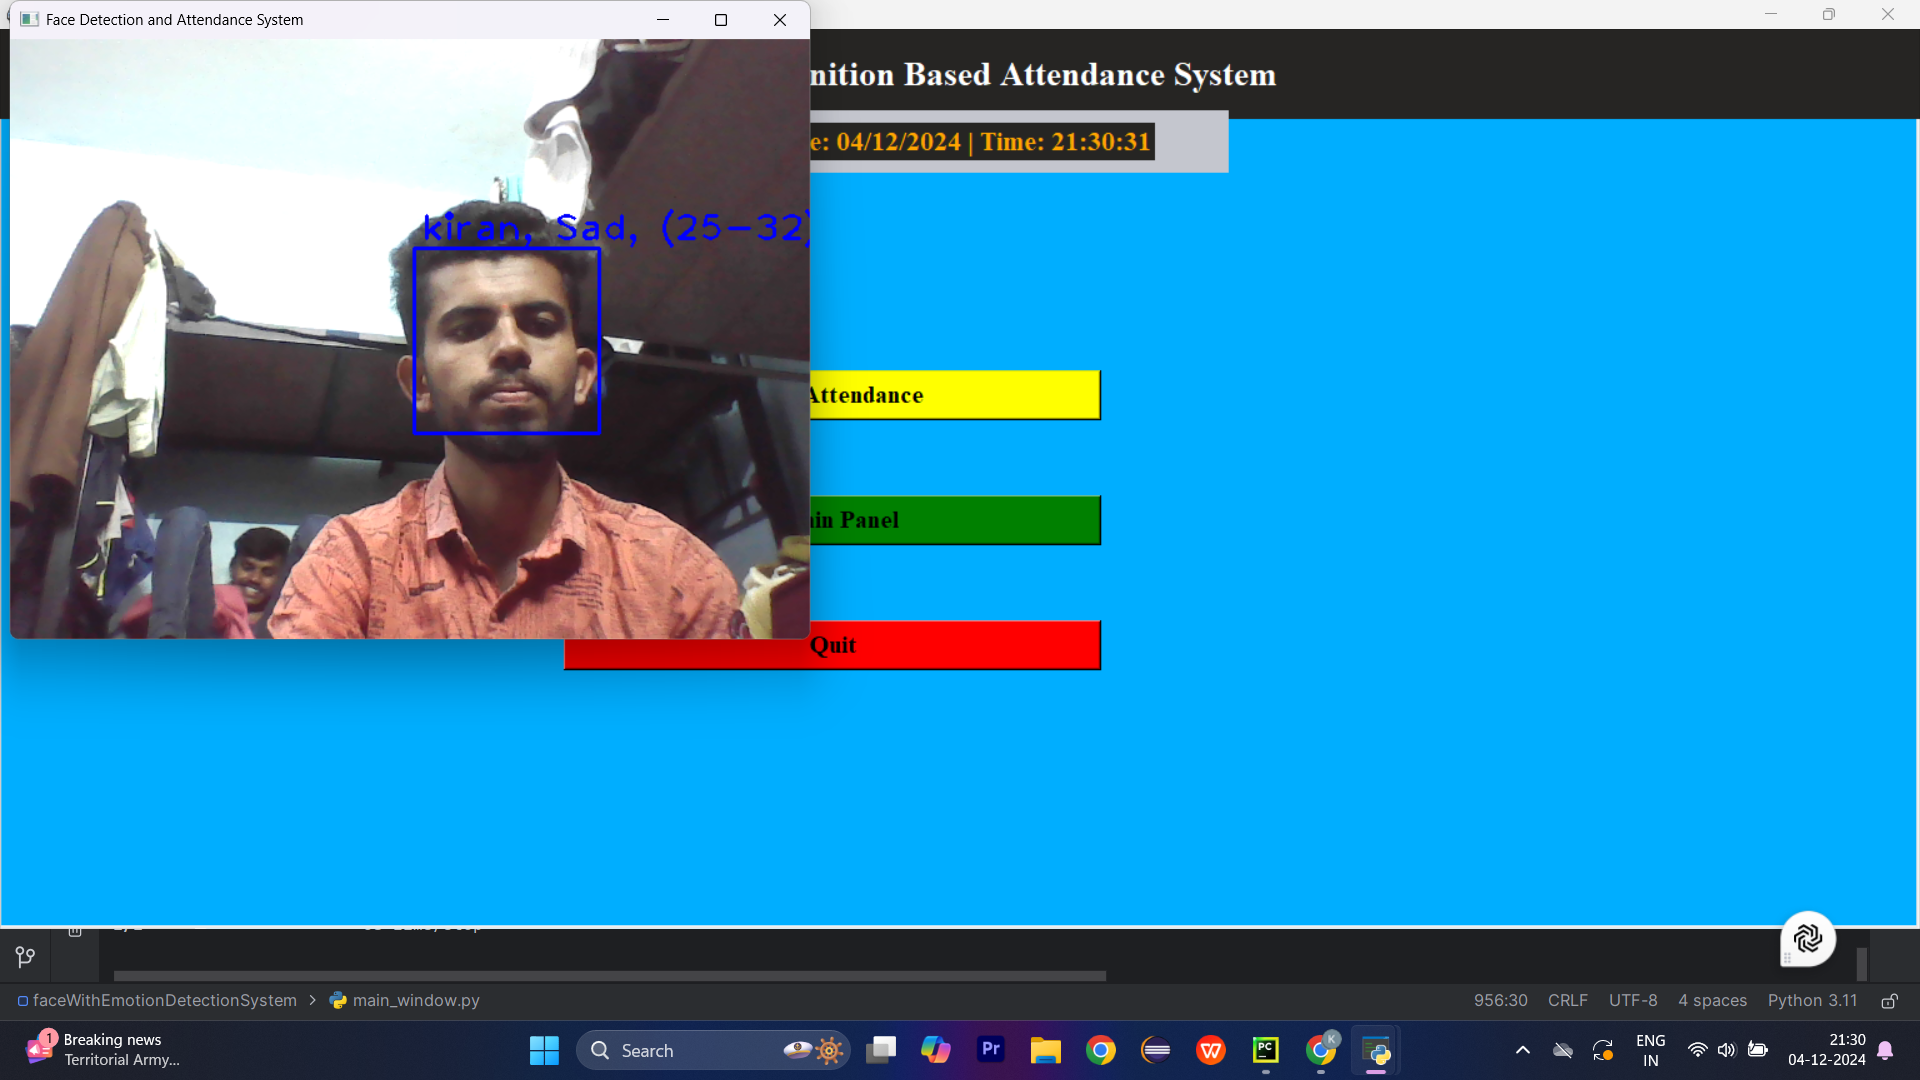 Face Detection and Attendance System
nition Based Attendance System
e: 04/12/2024 | Time: 21:30:31
kiran, Sad, (25-32)
Attendance
in Panel
Quit
faceWithEmotionDetectionSystem > main_window.py
956:30 CRLF UTF-8 4 spaces Python 3.11
1
Breaking news
Territorial Army...
Search
Pr
PC
K
ENG
IN
21:30
04-12-2024